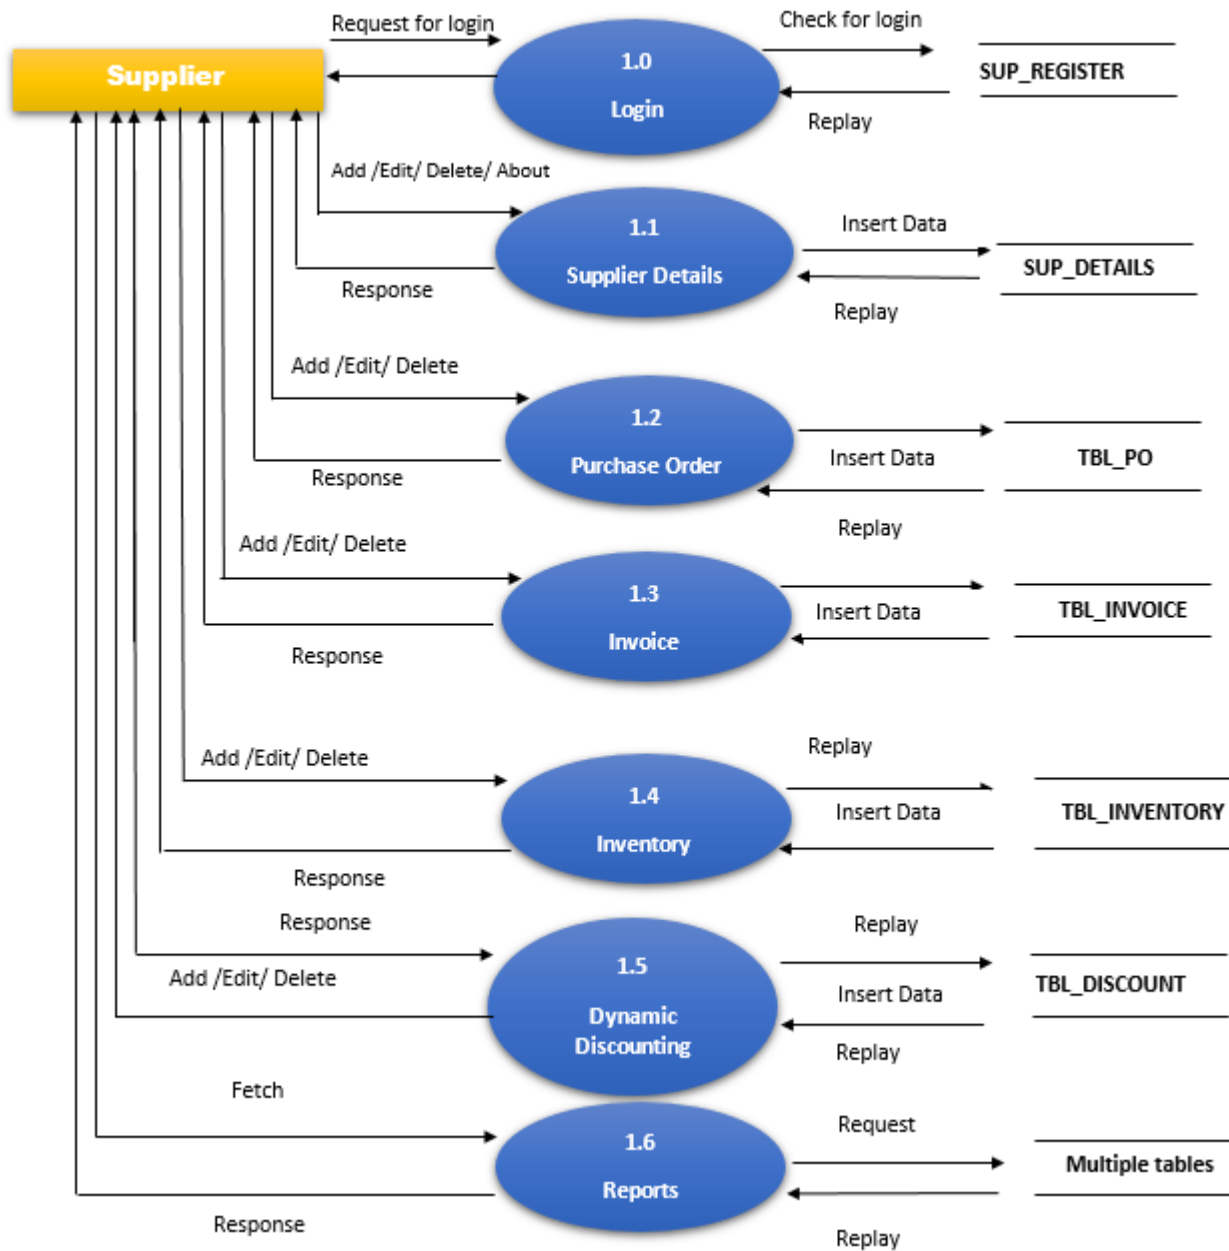 Request for login
Check for login
Supplier
1.0
Login
SUP_REGISTER
Replay
Add /Edit/ Delete/ About
1.1
Supplier Details
Insert Data
SUP_DETAILS
Response
Replay
Add /Edit/ Delete
1.2
Purchase Order
Insert Data
TBL_PO
Response
Replay
Add /Edit/ Delete
1.3
Invoice
Insert Data
TBL_INVOICE
Response
Replay
Add /Edit/ Delete
1.4
Inventory
Insert Data
TBL_INVENTORY
Response
Response
Replay
Add /Edit/ Delete
1.5
Dynamic
Discounting
Insert Data
TBL_DISCOUNT
Replay
Fetch
Request
1.6
Reports
Multiple tables
Response
Replay